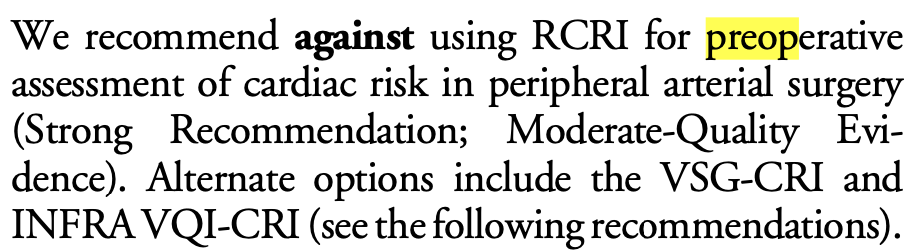 We recommend against using RCRI for preoperative
assessment of cardiac risk in peripheral arterial surgery
(Strong Recommendation; Moderate-Quality Evi-
dence). Alternate options include the VSG-CRI and
INFRA VQI-CRI (see the following recommendations).